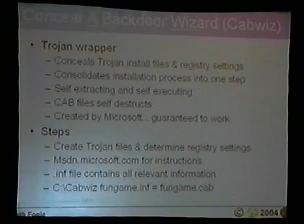 Conceal A Backdoor Wizard (Cabwiz)
• Trojan wrapper
– Conceals Trojan install files & registry settings
– Consolidates installation process into one step
– Self extracting and self executing
– CAB files self destructs
– Created by Microsoft... guaranteed to work
• Steps
– Create Trojan files & determine registry settings
– Msdn.microsoft.com for instructions
– .inf file contains all relevant information
– C:\Cabwiz fungame.inf = fungame.cab
© 2004